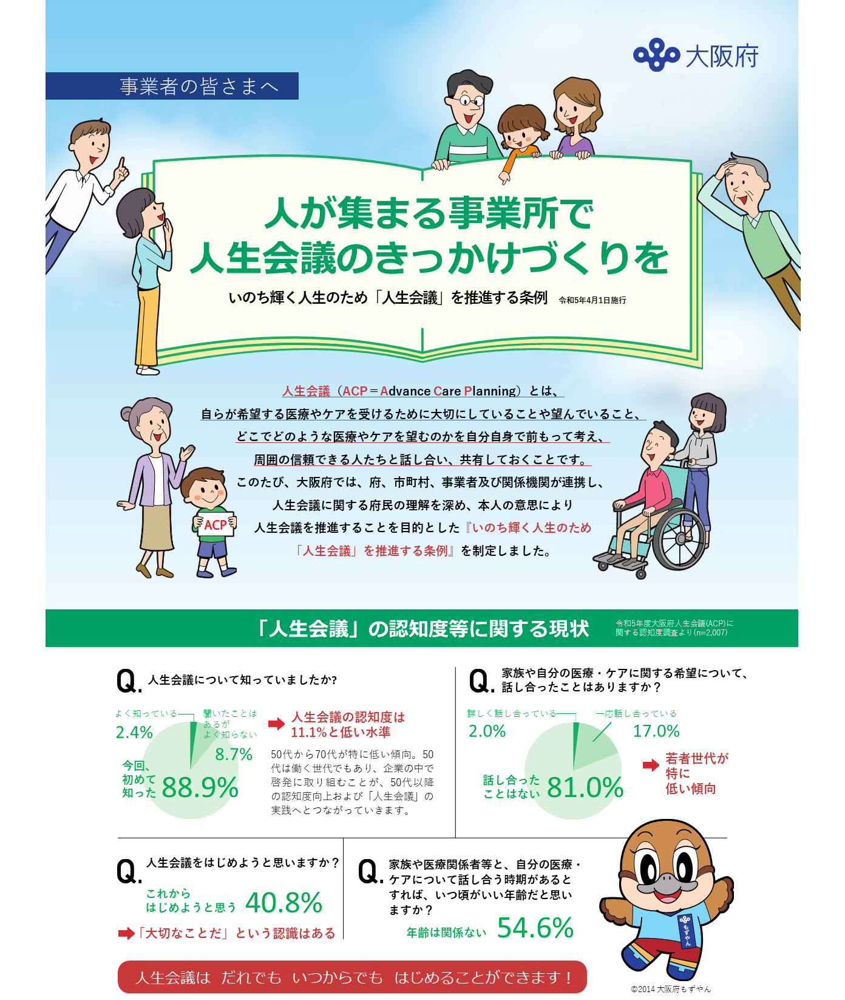 大阪府
事業者の皆さまへ
人が集まる事業所で
人生会議のきっかけづくりを
いのち輝く人生のため「人生会議」を推進する条例 令和5年4月1日施行
人生会議（ACP＝Advance Care Planning）とは、
自らが希望する医療やケアを受けるために大切にしていることや望んでいること、
どこでどのような医療やケアを望むのかを自分自身で前もって考え、
周囲の信頼できる人たちと話し合い、共有しておくことです。
このたび、大阪府では、府、市町村、事業者及び関係機関が連携し、
人生会議に関する府民の理解を深め、本人の意思により
人生会議を推進することを目的とした『いのち輝く人生のため
「人生会議」を推進する条例』を制定しました。
ACP
「人生会議」の認知度等に関する現状
令和5年度大阪府人生会議(ACP)に
関する認知度調査より(n=2,007)
Q. 人生会議について知っていましたか?
よく知っている
2.4%
聞いたことは
あるが
よく知らない
8.7%
今回、
初めて
知った
88.9%
人生会議の認知度は
11.1%と低い水準
50代から70代が特に低い傾向。50
代は働く世代でもあり、企業の中で
啓発に取り組むことが、50代以降
の認知度向上および「人生会議」の
実践へとつながっていきます。
Q. 家族や自分の医療・ケアに関する希望について、
話し合ったことはありますか？
詳しく話し合っている
2.0%
一応話し合っている
17.0%
話し合った
ことはない
81.0%
若者世代が
特に
低い傾向
Q. 人生会議をはじめようと思いますか？
これから
はじめようと思う 40.8%
「大切なことだ」という認識はある
Q. 家族や医療関係者等と、自分の医療・
ケアについて話し合う時期があると
すれば、いつ頃がいい年齢だと思い
ますか？
年齢は関係ない 54.6%
もずやん
人生会議は だれでも いつからでも はじめることができます！
©2014 大阪府もずやん